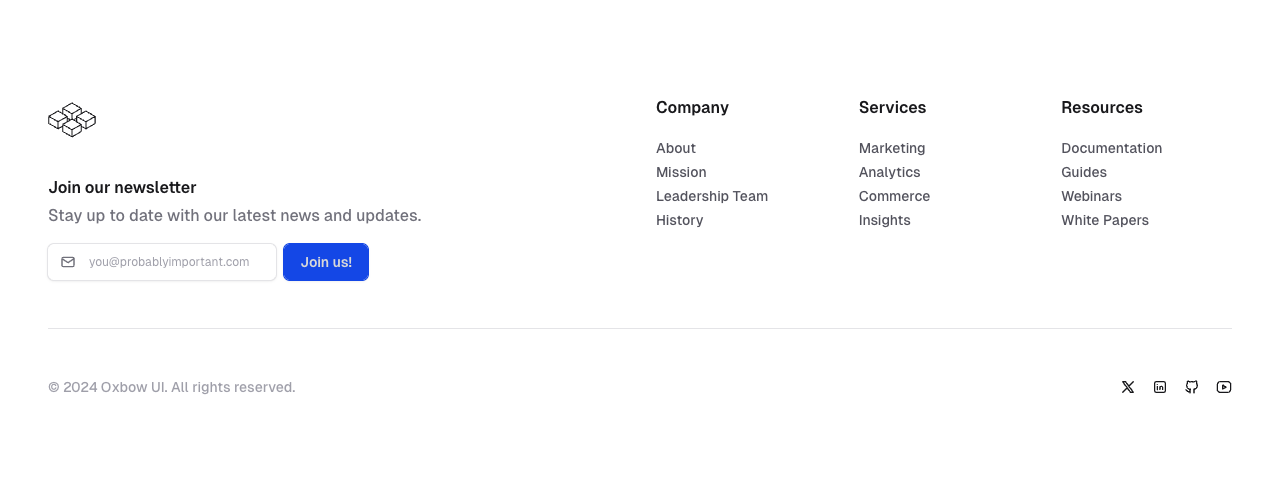 Join our newsletter
Stay up to date with our latest news and updates.
you@probablyimportant.com
Join us!
Company
About
Mission
Leadership Team
History
Services
Marketing
Analytics
Commerce
Insights
Resources
Documentation
Guides
Webinars
White Papers
© 2024 Oxbow UI. All rights reserved.